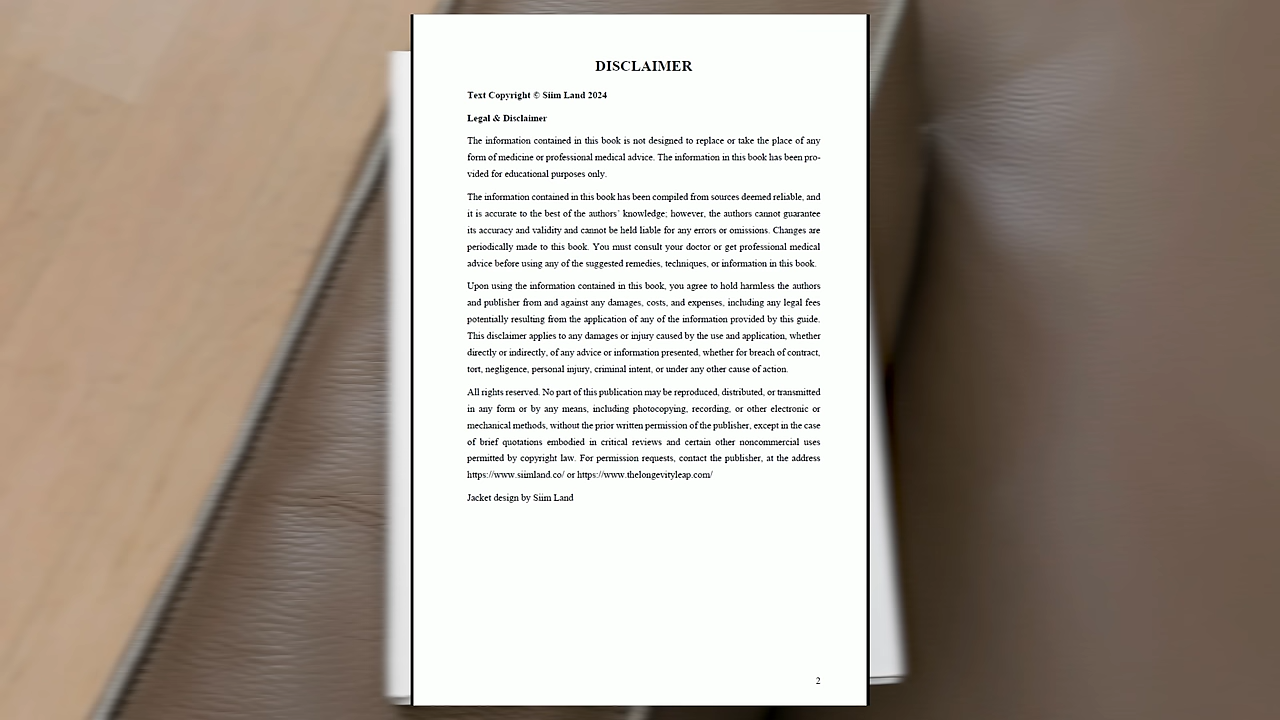 DISCLAIMER
Text Copyright © Siim Land 2024
Legal & Disclaimer
The information contained in this book is not designed to replace or take the place of any
form of medicine or professional medical advice. The information in this book has been pro-
vided for educational purposes only.
The information contained in this book has been compiled from sources deemed reliable, and
it is accurate to the best of the authors' knowledge; however, the authors cannot guarantee
its accuracy and validity and cannot be held liable for any errors or omissions. Changes are
periodically made to this book. You must consult your doctor or get professional medical
advice before using any of the suggested remedies, techniques, or information in this book.
Upon using the information contained in this book, you agree to hold harmless the authors
and publisher from and against any damages, costs, and expenses, including any legal fees
potentially resulting from the application of any of the information provided by this guide.
This disclaimer applies to any damages or injury caused by the use and application, whether
directly or indirectly, of any advice or information presented, whether for breach of contract,
tort, negligence, personal injury, criminal intent, or under any other cause of action.
All rights reserved. No part of this publication may be reproduced, distributed, or transmitted
in any form or by any means, including photocopying, recording, or other electronic or
mechanical methods, without the prior written permission of the publisher, except in the case
of brief quotations embodied in critical reviews and certain other noncommercial uses
permitted by copyright law. For permission requests, contact the publisher, at the address
https://www.siimland.co/ or https://www.thelongevityleap.com/
Jacket design by Siim Land
2